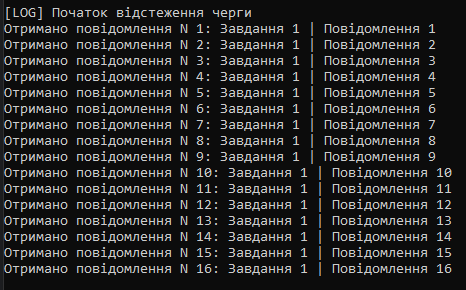 [LOG] Початок відстеження черги
Отримано повідомлення N 1: Завдання 1 | Повідомлення 1
Отримано повідомлення N 2: Завдання 1 | Повідомлення 2
Отримано повідомлення N 3: Завдання 1 | Повідомлення 3
Отримано повідомлення N 4: Завдання 1 | Повідомлення 4
Отримано повідомлення N 5: Завдання 1 | Повідомлення 5
Отримано повідомлення N 6: Завдання 1 | Повідомлення 6
Отримано повідомлення N 7: Завдання 1 | Повідомлення 7
Отримано повідомлення N 8: Завдання 1 | Повідомлення 8
Отримано повідомлення N 9: Завдання 1 | Повідомлення 9
Отримано повідомлення N 10: Завдання 1 | Повідомлення 10
Отримано повідомлення N 11: Завдання 1 | Повідомлення 11
Отримано повідомлення N 12: Завдання 1 | Повідомлення 12
Отримано повідомлення N 13: Завдання 1 | Повідомлення 13
Отримано повідомлення N 14: Завдання 1 | Повідомлення 14
Отримано повідомлення N 15: Завдання 1 | Повідомлення 15
Отримано повідомлення N 16: Завдання 1 | Повідомлення 16